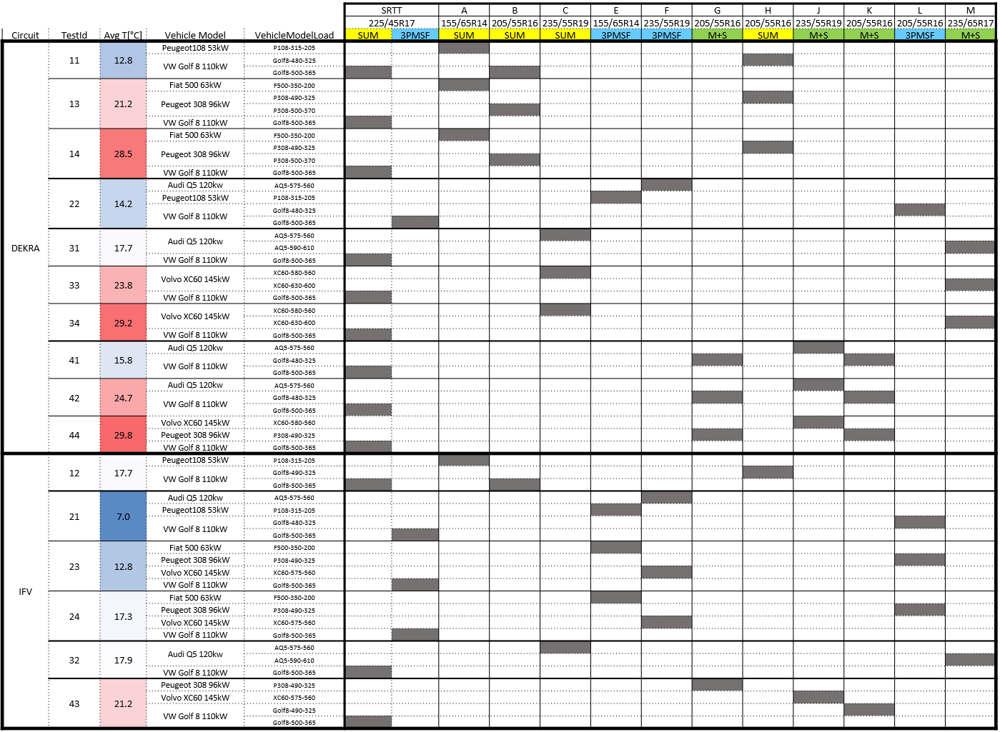 SRTT A B C E F G H J K L M
225/45R17 155/65R14 205/55R16 235/55R19 155/65R14 235/55R19 205/55R16 205/55R16 235/55R19 205/55R16 205/55R16 235/65R17
Circuit TestId Avg T[°C] Vehicle Model VehicleModelLoad SUM 3PMSF SUM SUM SUM 3PMSF 3PMSF M+S SUM M+S M+S 3PMSF M+S
DEKRA
11 12.8
Peugeot108 53kW P108-315-205
VW Golf 8 110kW Golf8-480-325
Golf8-500-365
13 21.2
Fiat 500 63kW F500-350-200
Peugeot 308 96kW P308-490-325
P308-500-370
VW Golf 8 110kW Golf8-500-365
14 28.5
Fiat 500 63kW F500-350-200
Peugeot 308 96kW P308-490-325
P308-500-370
VW Golf 8 110kW Golf8-500-365
22 14.2
Audi Q5 120kw AQ5-575-560
Peugeot108 53kW P108-315-205
VW Golf 8 110kW Golf8-480-325
Golf8-500-365
31 17.7
Audi Q5 120kw AQ5-575-560
AQ5-590-610
VW Golf 8 110kW Golf8-500-365
33 23.8
Volvo XC60 145kW XC60-580-560
XC60-630-600
VW Golf 8 110kW Golf8-500-365
34 29.2
Volvo XC60 145kW XC60-580-560
XC60-630-600
VW Golf 8 110kW Golf8-500-365
41 15.8
Audi Q5 120kw AQ5-575-560
VW Golf 8 110kW Golf8-480-325
Golf8-500-365
42 24.7
Audi Q5 120kw AQ5-575-560
VW Golf 8 110kW Golf8-480-325
Golf8-500-365
44 29.8
Volvo XC60 145kW XC60-580-560
Peugeot 308 96kW P308-490-325
VW Golf 8 110kW Golf8-500-365
IFV
12 17.7
Peugeot108 53kW P108-315-205
VW Golf 8 110kW Golf8-490-325
Golf8-500-365
21 7.0
Audi Q5 120kw AQ5-575-560
Peugeot108 53kW P108-315-205
VW Golf 8 110kW Golf8-480-325
Golf8-500-365
23 12.8
Fiat 500 63kW F500-350-200
Peugeot 308 96kW P308-490-325
Volvo XC60 145kW XC60-575-560
VW Golf 8 110kW Golf8-500-365
24 17.3
Fiat 500 63kW F500-350-200
Peugeot 308 96kW P308-490-325
Volvo XC60 145kW XC60-575-560
VW Golf 8 110kW Golf8-500-365
32 17.9
Audi Q5 120kw AQ5-575-560
AQ5-590-610
VW Golf 8 110kW Golf8-500-365
43 21.2
Peugeot 308 96kW P308-490-325
Volvo XC60 145kW XC60-575-560
VW Golf 8 110kW Golf8-490-325
Golf8-500-365